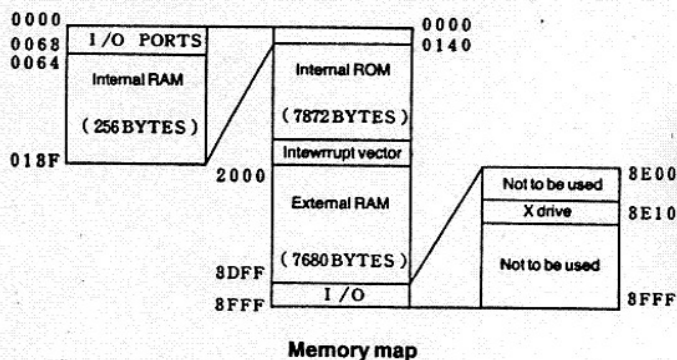 0000
0068
0064
018F
I/O PORTS
Internal RAM
(256BYTES)
0000
0140
Internal ROM
(7872BYTES)
Intewrrupt vector
2000
External RAM
(7680BYTES)
8DFF
I/O
8FFF
Not to be used
X drive
Not to be used
8E00
8E10
8FFF
Memory map